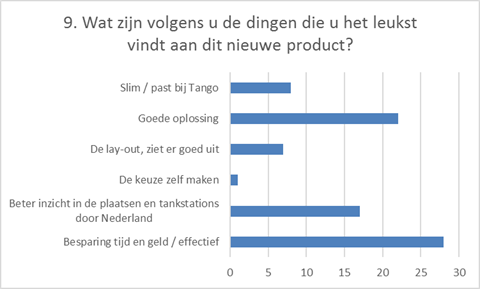 9. Wat zijn volgens u de dingen die u het leukst
vindt aan dit nieuwe product?
Slim / past bij Tango
Goede oplossing
De lay-out, ziet er goed uit
De keuze zelf maken
Beter inzicht in de plaatsen en tankstations
door Nederland
Besparing tijd en geld / effectief
0 5 10 15 20 25 30